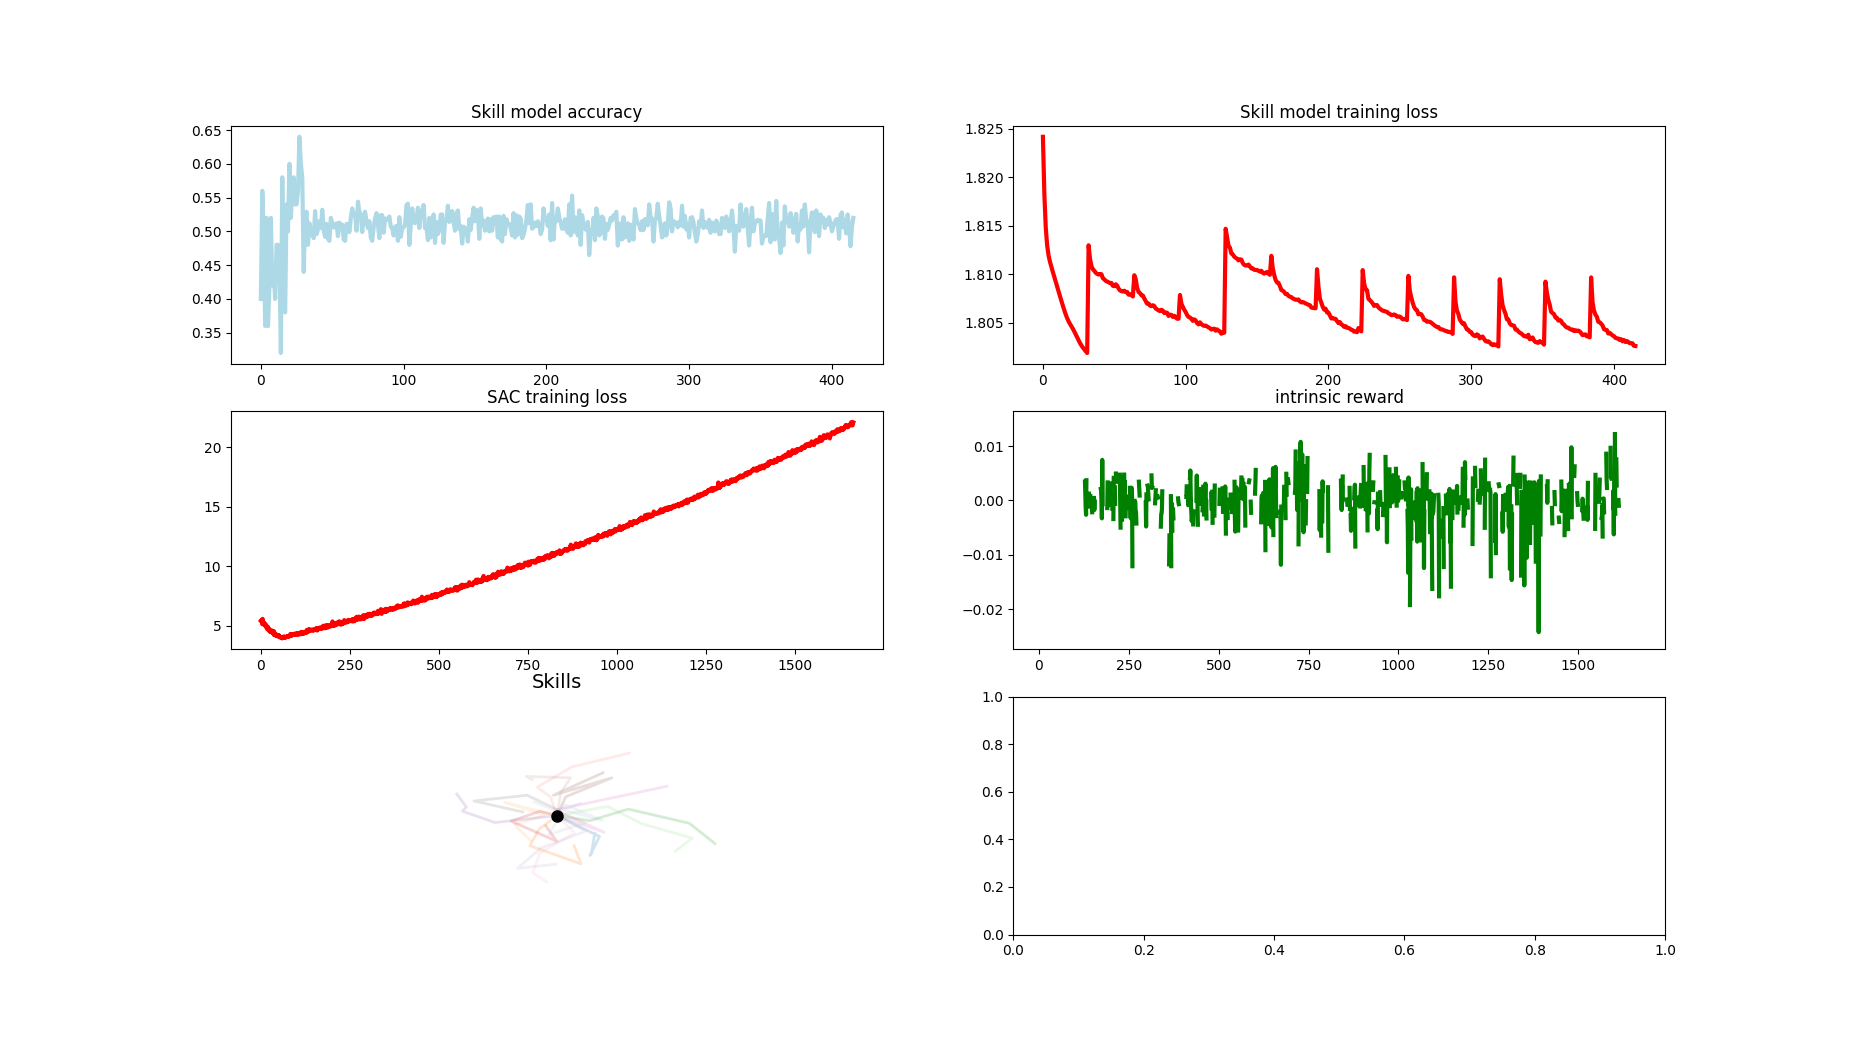 Skill model accuracy
0.65
0.60
0.55
0.50
0.45
0.40
0.35
0 100 200 300 400
Skill model training loss
1.825
1.820
1.815
1.810
1.805
0 100 200 300 400
SAC training loss
20
15
10
5
0 250 500 750 1000 1250 1500
intrinsic reward
0.01
0.00
−0.01
−0.02
0 250 500 750 1000 1250 1500
Skills
1.0
0.8
0.6
0.4
0.2
0.0
0.0 0.2 0.4 0.6 0.8 1.0